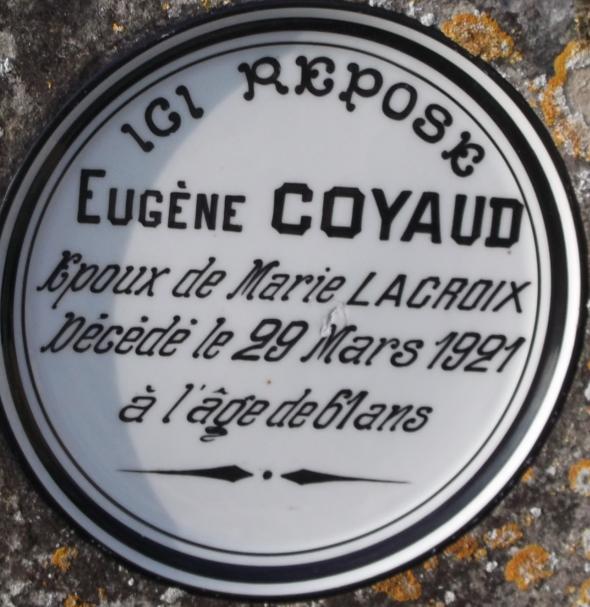 ICI REPOSE
EUGÈNE COYAUD
Epoux de Marie LACROIX
Décédé le 29 Mars 1921
à l'âge de 61 ans